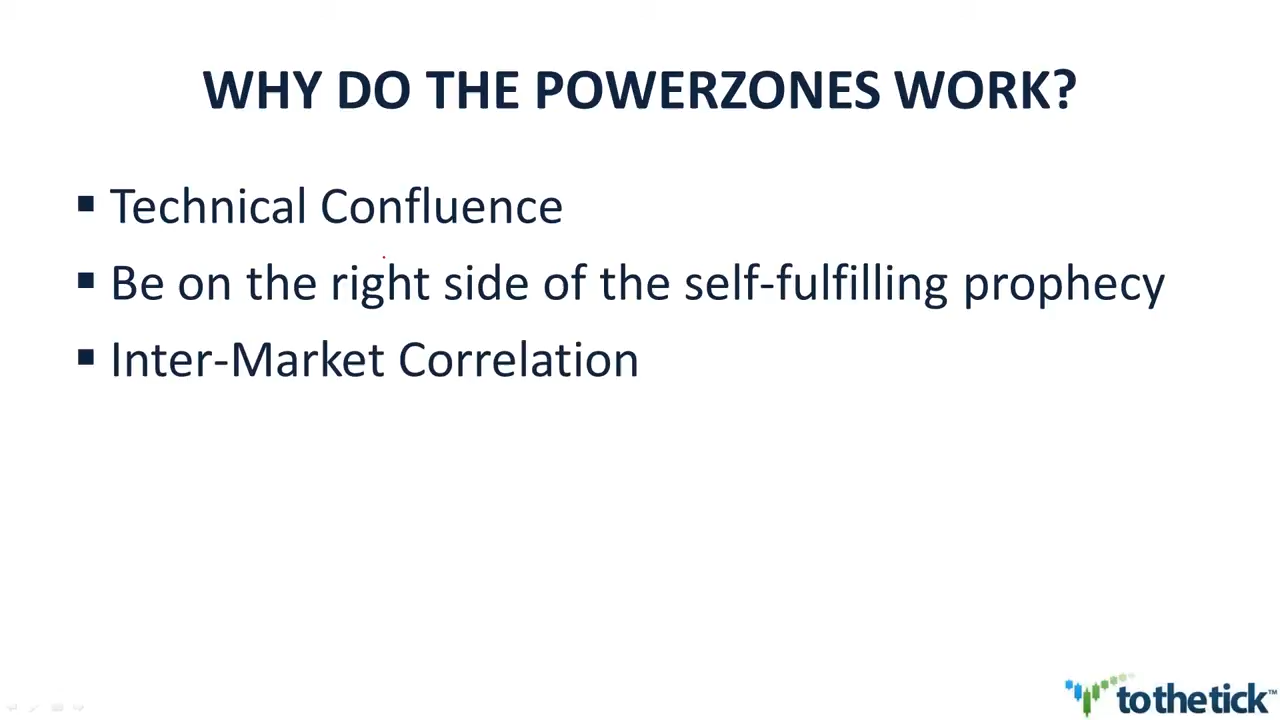 WHY DO THE POWERZONES WORK?
▪ Technical Confluence
▪ Be on the right side of the self-fulfilling prophecy
▪ Inter-Market Correlation
tothetick™